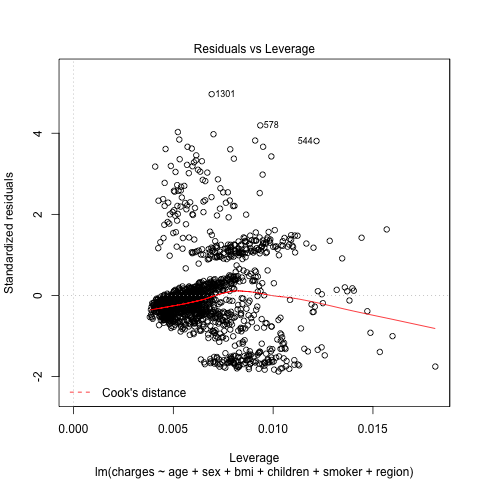 Residuals vs Leverage
Standardized residuals
4
2
0
-2
1301
578
544
Cook's distance
0.000 0.005 0.010 0.015
Leverage
lm(charges ~ age + sex + bmi + children + smoker + region)